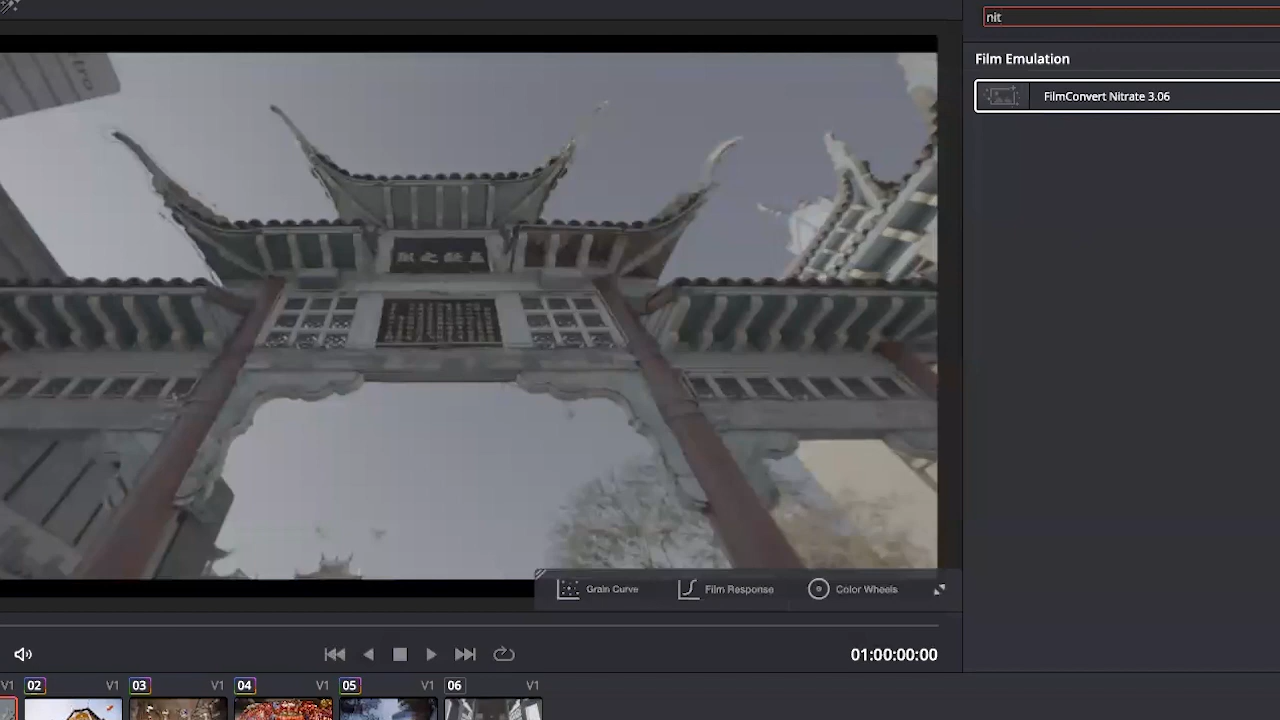 nit
Film Emulation
FilmConvert Nitrate 3.06
Grain Curve
Film Response
Color Wheels
01:00:00:00
V1
02
V1
03
V1
04
V1
05
V1
06
V1